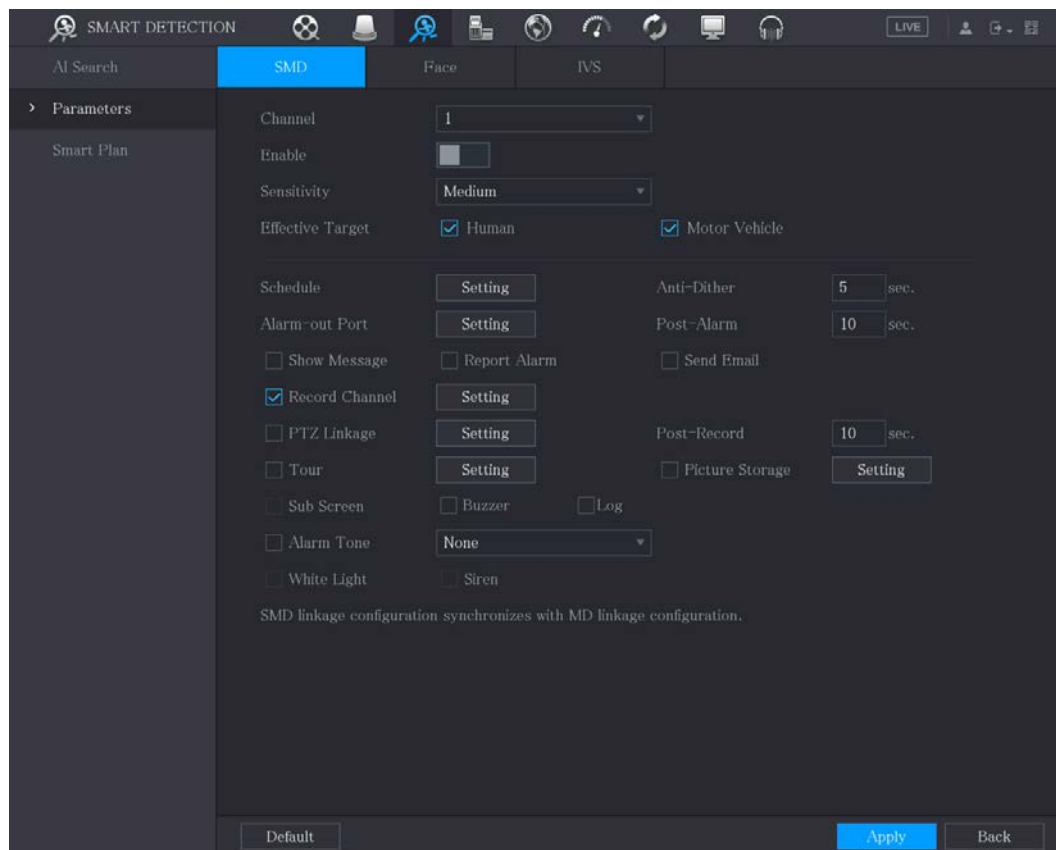 SMART DETECTION LIVE
AI Search SMD Face IVS
Parameters
Smart Plan
Channel 1
Enable
Sensitivity Medium
Effective Target Human Motor Vehicle
Schedule Setting Anti-Dither 5 sec.
Alarm-out Port Setting Post-Alarm 10 sec.
Show Message Report Alarm Send Email
Record Channel Setting
PTZ Linkage Setting Post-Record 10 sec.
Tour Setting Picture Storage Setting
Sub Screen Buzzer Log
Alarm Tone None
White Light Siren
SMD linkage configuration synchronizes with MD linkage configuration.
Default Apply Back